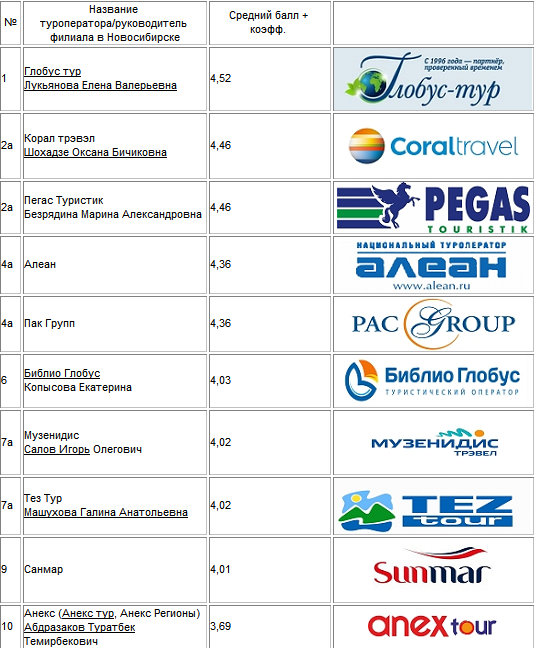 №
Название
туроператора/руководитель
филиала в Новосибирске
Средний балл +
коэфф.
1
Глобус тур
Лукьянова Елена Валерьевна
4,52
С 1996 года — партнёр,
проверенный временем
Глобус-тур
2а
Корал трэвэл
Шохадзе Оксана Бичиковна
4,46
Coraltravel
2а
Пегас Туристик
Безрядина Марина Александровна
4,46
PEGAS
TOURISTIK
4а
Алеан
4,36
НАЦИОНАЛЬНЫЙ ТУРОПЕРАТОР
алеан
www.alean.ru
4а
Пак Групп
4,36
PAC GROUP
6
Библио Глобус
Копысова Екатерина
4,03
Библио Глобус
ТУРИСТИЧЕСКИЙ ОПЕРАТОР
7а
Музенидис
Салов Игорь Олегович
4,02
МУЗЕНИДИС
ТРЭВЕЛ
7а
Тез Тур
Машухова Галина Анатольевна
4,02
TEZ
tour
9
Санмар
4,01
Sunmar
10
Анекс (Анекс тур, Анекс Регионы)
Абдразаков Туратбек
Темирбекович
3,69
anex tour